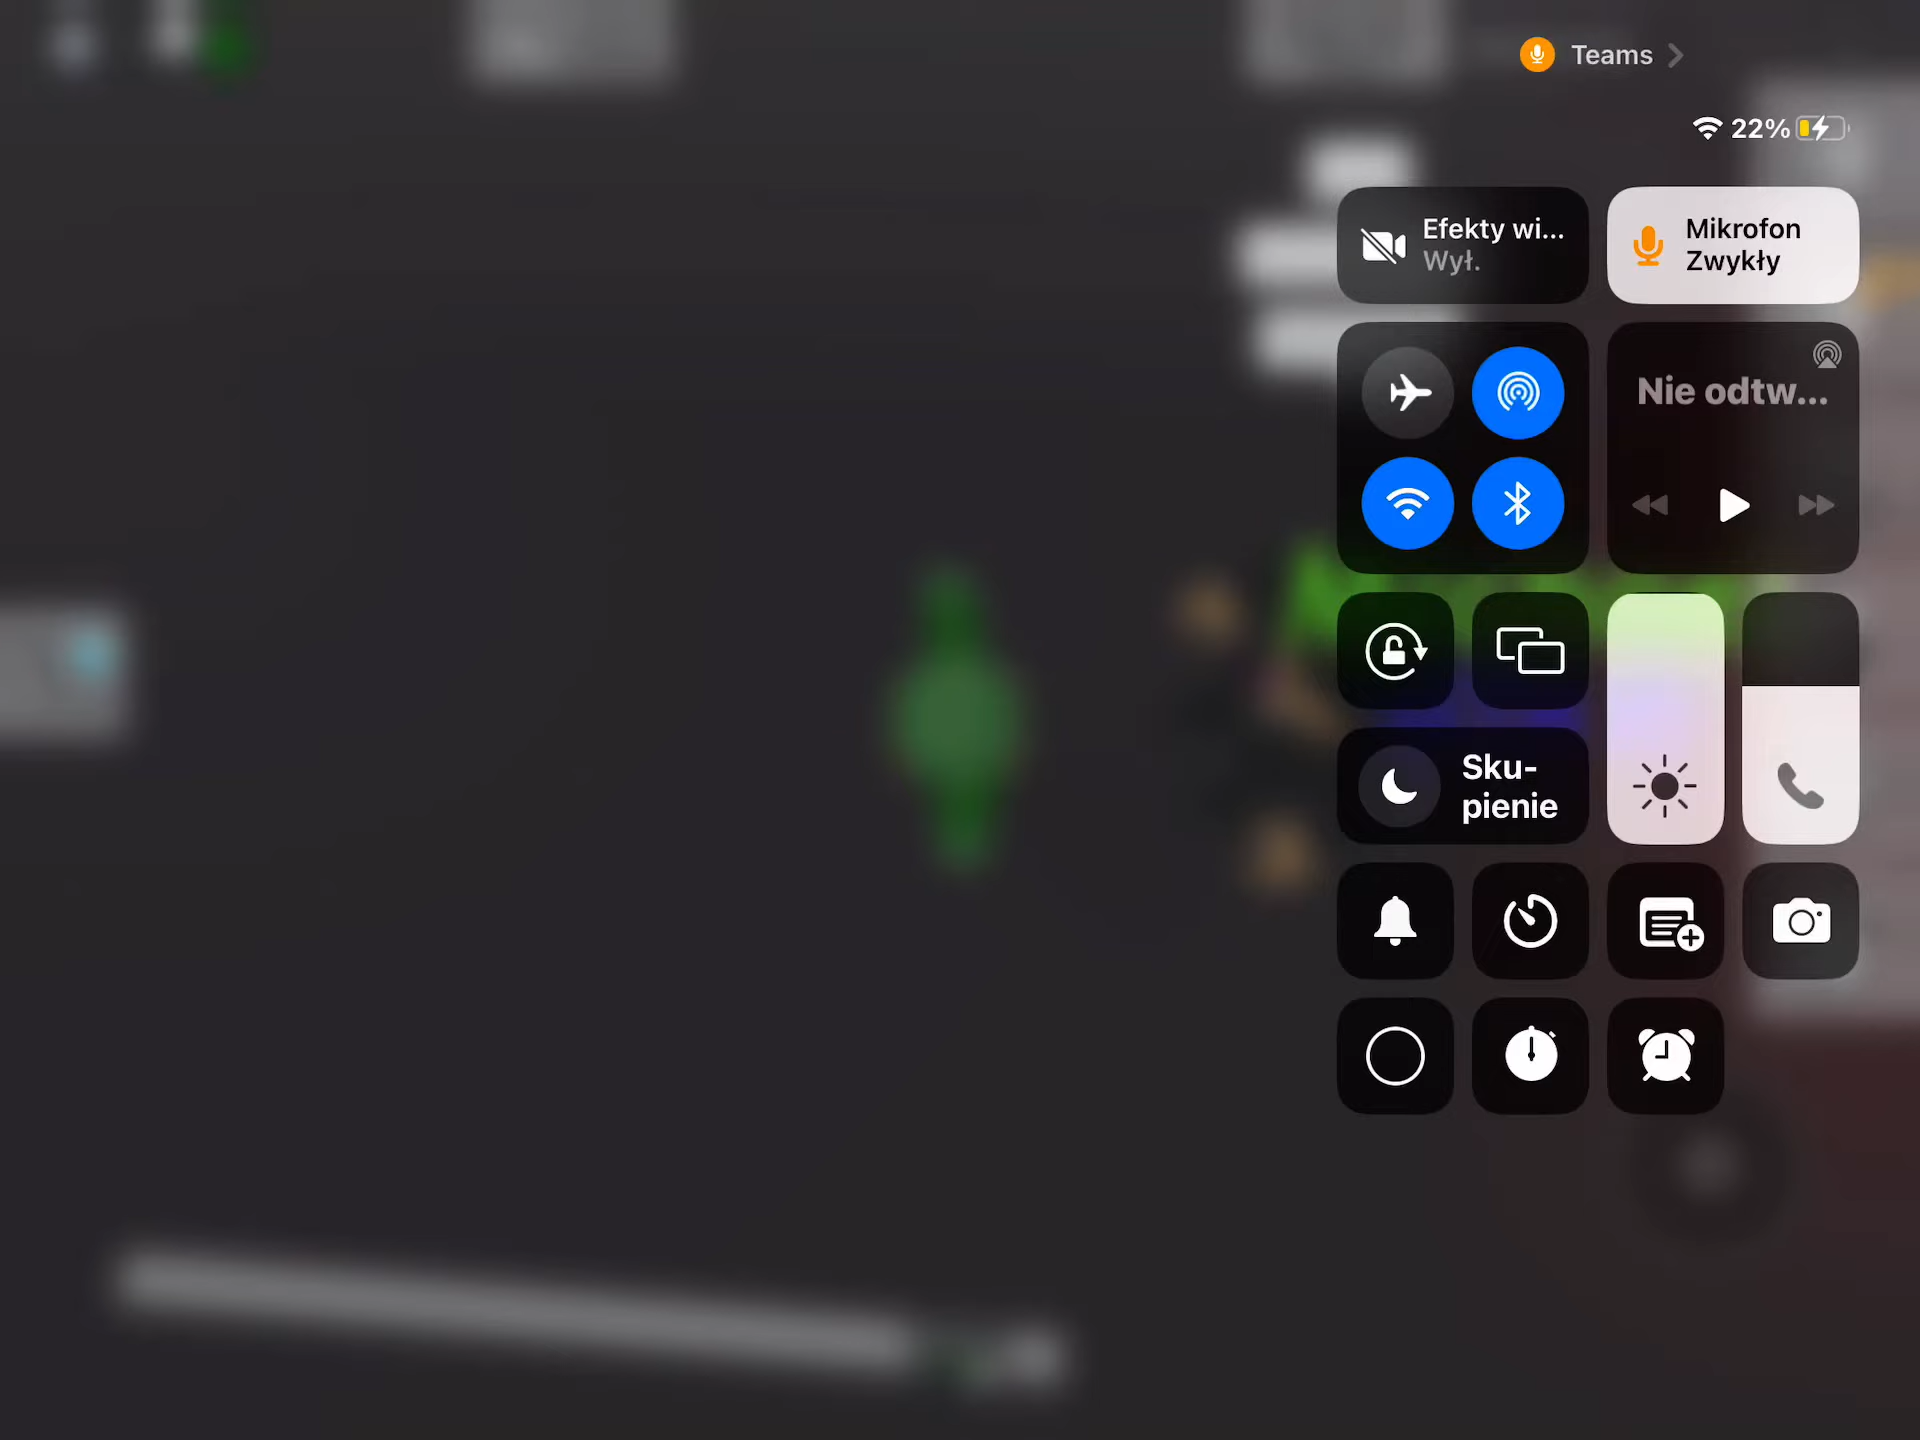 Teams
22%
Efekty wi...
Wył.
Mikrofon
Zwykły
Nie odtw...
Sku-
pienie